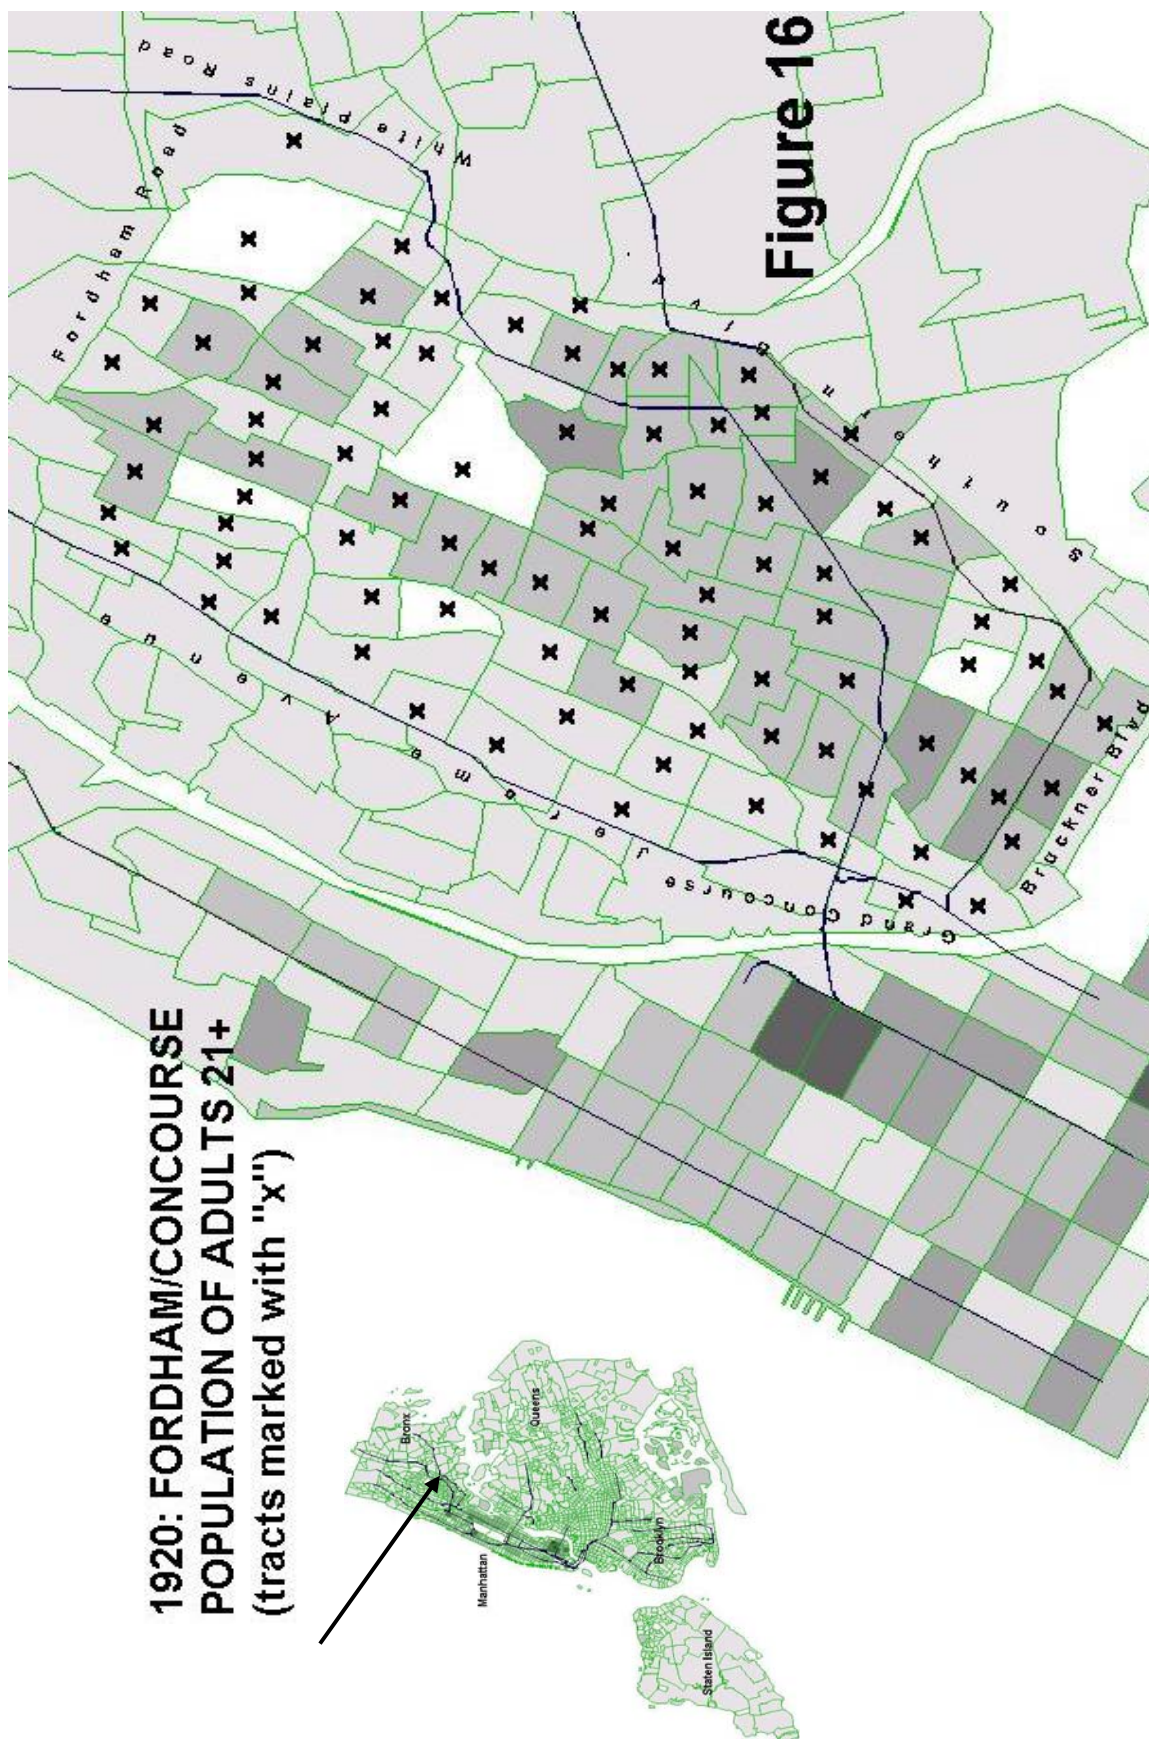 1920: FORDHAM/CONCOURSE
POPULATION OF ADULTS 21+
(tracts marked with "x")
Figure 16
Fordham Road
White Plains Road
Southern Blvd.
Jerome Avenue
Grand Concourse
Bruckner Blvd
Bronx
Queens
Manhattan
Brooklyn
Staten Island